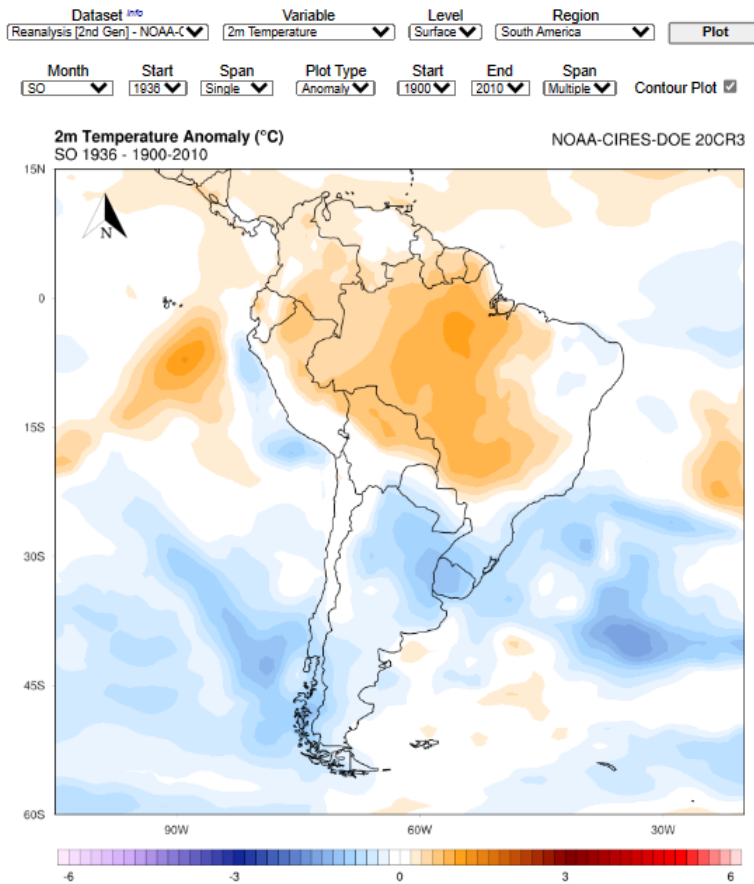 Dataset Info Variable Level Region
Reanalysis [2nd Gen] - NOAA-C 2m Temperature Surface South America Plot
Month Start Span Plot Type Start End Span
SO 1936 Single Anomaly 1900 2010 Multiple Contour Plot
2m Temperature Anomaly (°C)
SO 1936 - 1900-2010 NOAA-CIRES-DOE 20CR3
15N
N
0
15S
30S
45S
60S
90W 60W 30W
-6 -3 0 3 6